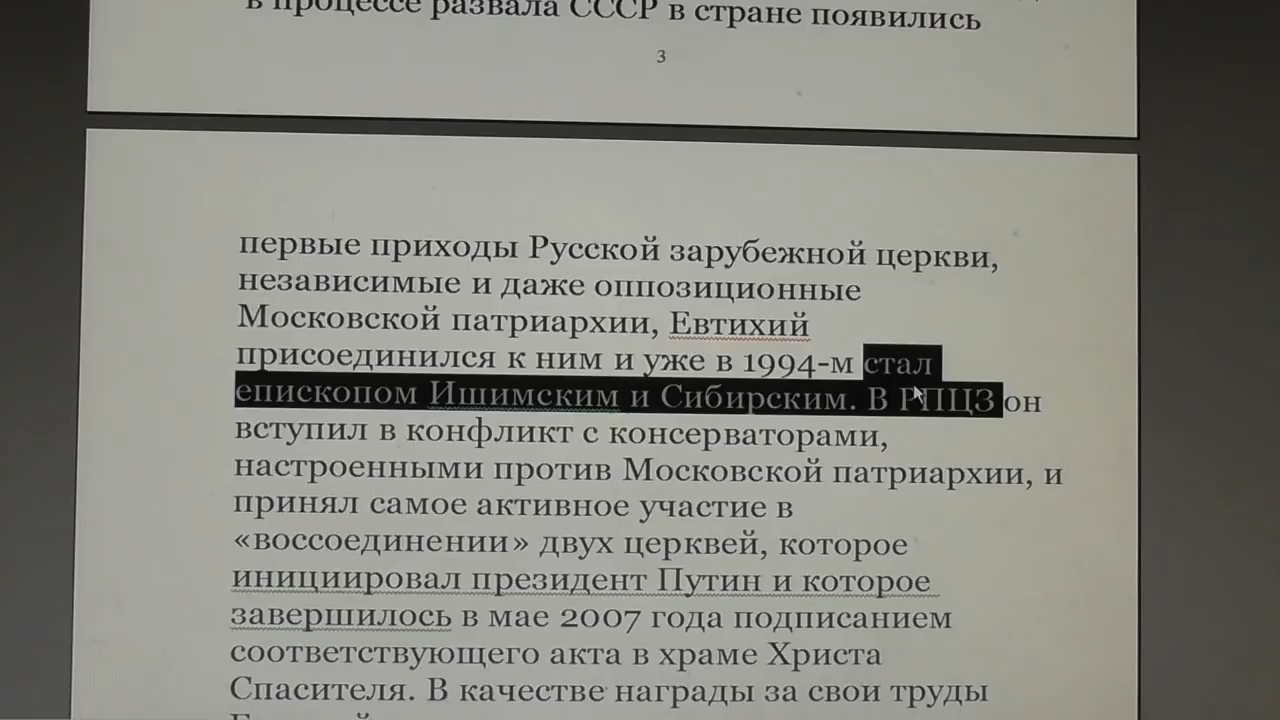 в процессе развала СССР в стране появились
3
первые приходы Русской зарубежной церкви,
независимые и даже оппозиционные
Московской патриархии, Евтихий
присоединился к ним и уже в 1994-м стал
епископом Ишимским и Сибирским. В РПЦЗ он
вступил в конфликт с консерваторами,
настроенными против Московской патриархии, и
принял самое активное участие в
«воссоединении» двух церквей, которое
инициировал президент Путин и которое
завершилось в мае 2007 года подписанием
соответствующего акта в храме Христа
Спасителя. В качестве награды за свои труды